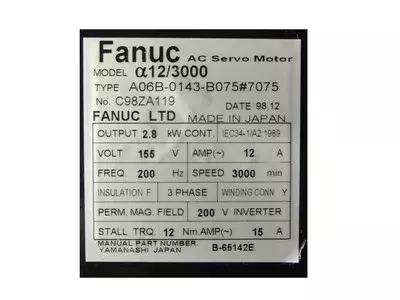 Fanuc AC Servo Motor
MODEL α12/3000
TYPE A06B-0143-B075#7075
No. C98ZA119 DATE 98.12
FANUC LTD MADE IN JAPAN
OUTPUT 2.8 kW CONT. IEC34-1/A2 1989
VOLT 155 V AMP(~) 12 A
FREQ. 200 Hz SPEED 3000 min
INSULATION F 3 PHASE WINDING CONN Y
PERM. MAG. FIELD 200 V INVERTER
STALL TRQ. 12 Nm.AMP(~) 15 A
MANUAL PART NUMBER. B-65142E
YAMANASHI JAPAN